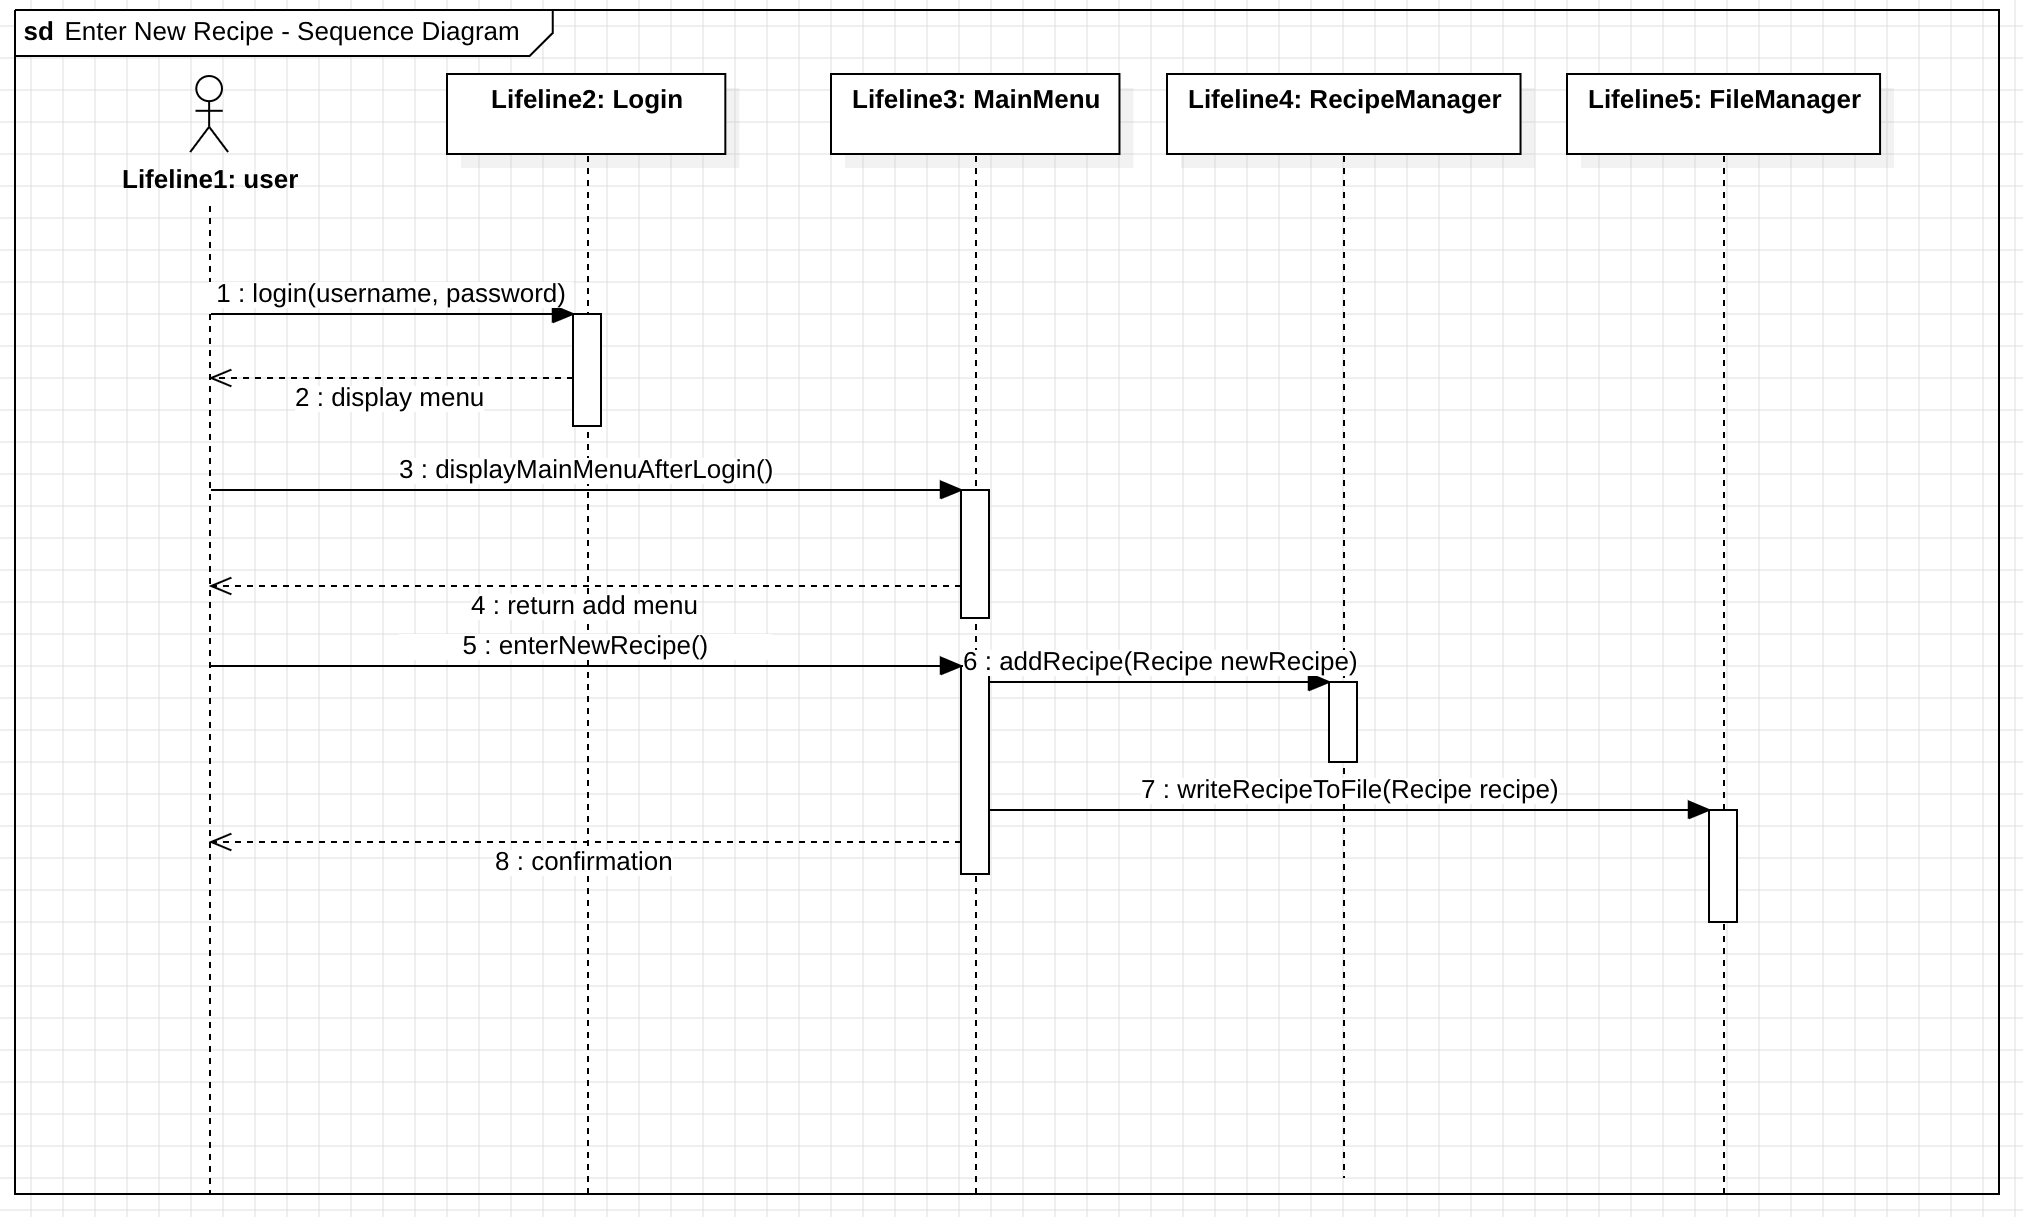 sd Enter New Recipe - Sequence Diagram
Lifeline1: user
Lifeline2: Login
Lifeline3: MainMenu
Lifeline4: RecipeManager
Lifeline5: FileManager
1 : login(username, password)
2 : display menu
3 : displayMainMenuAfterLogin()
4 : return add menu
5 : enterNewRecipe()
6 : addRecipe(Recipe newRecipe)
7 : writeRecipeToFile(Recipe recipe)
8 : confirmation